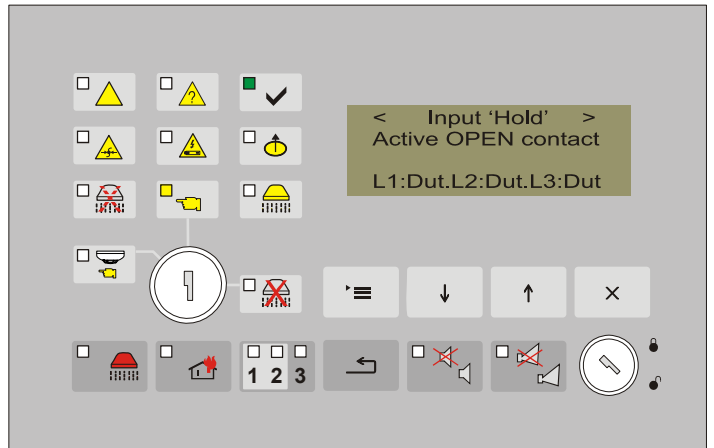 < Input ‘Hold’ >
Active OPEN contact
L1:Dut.L2:Dut.L3:Dut
?
1 2 3